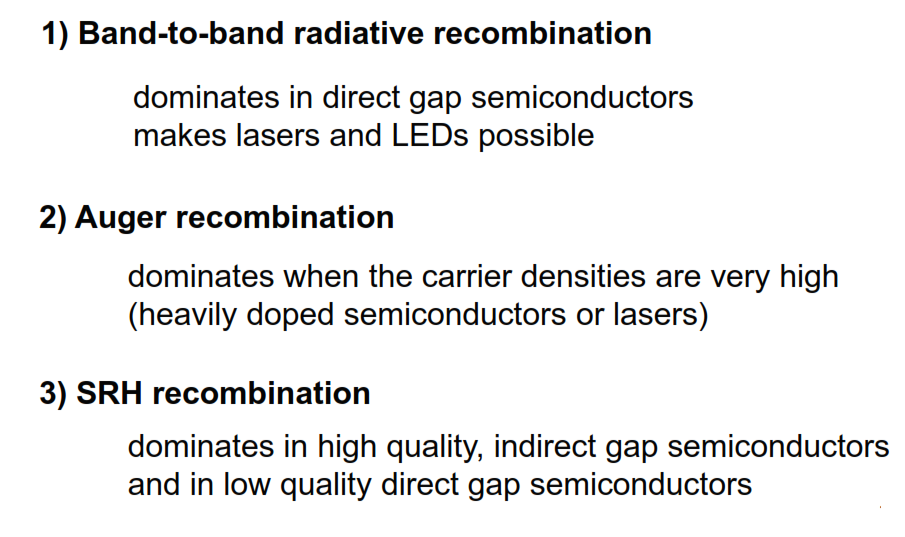 1) Band-to-band radiative recombination
dominates in direct gap semiconductors
makes lasers and LEDs possible
2) Auger recombination
dominates when the carrier densities are very high
(heavily doped semiconductors or lasers)
3) SRH recombination
dominates in high quality, indirect gap semiconductors
and in low quality direct gap semiconductors